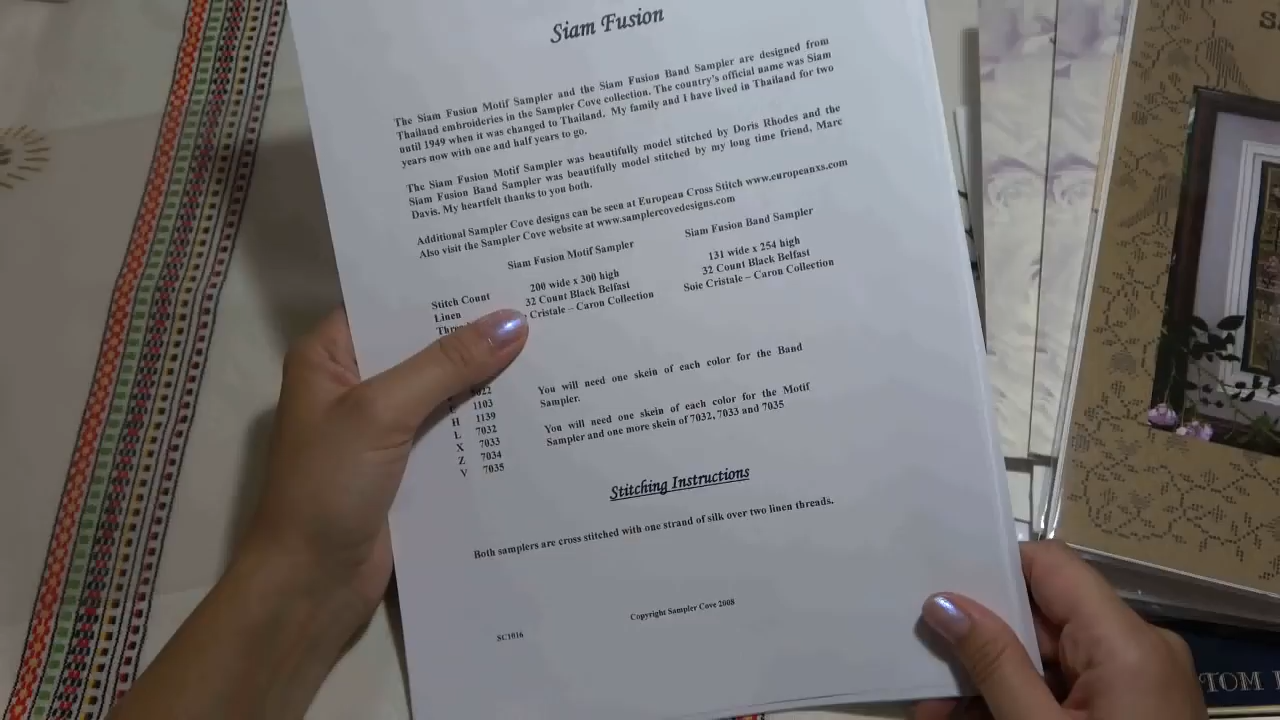 Siam Fusion
The Siam Fusion Motif Sampler and the Siam Fusion Band Sampler are designed from
Thailand embroideries in the Sampler Cove collection. The country's official name was Siam
until 1949 when it was changed to Thailand. My family and I have lived in Thailand for two
years now with one and half years to go.
The Siam Fusion Motif Sampler was beautifully model stitched by Doris Rhodes and the
Siam Fusion Band Sampler was beautifully model stitched by my long time friend, Marc
Davis. My heartfelt thanks to you both.
Additional Sampler Cove designs can be seen at European Cross Stitch www.europeanxs.com
Also visit the Sampler Cove website at www.samplercovedesigns.com
Siam Fusion Motif Sampler Siam Fusion Band Sampler
Stitch Count 200 wide x 300 high 131 wide x 254 high
Linen 32 Count Black Belfast 32 Count Black Belfast
Cristale – Caron Collection Soie Cristale – Caron Collection
1103
H 1139
L 7032
X 7033
Z 7034
V 7035
You will need one skein of each color for the Band
Sampler.
You will need one skein of each color for the Motif
Sampler and one more skein of 7032, 7033 and 7035
Stitching Instructions
Both samplers are cross stitched with one strand of silk over two linen threads.
Copyright Sampler Cove 2008
SC1016